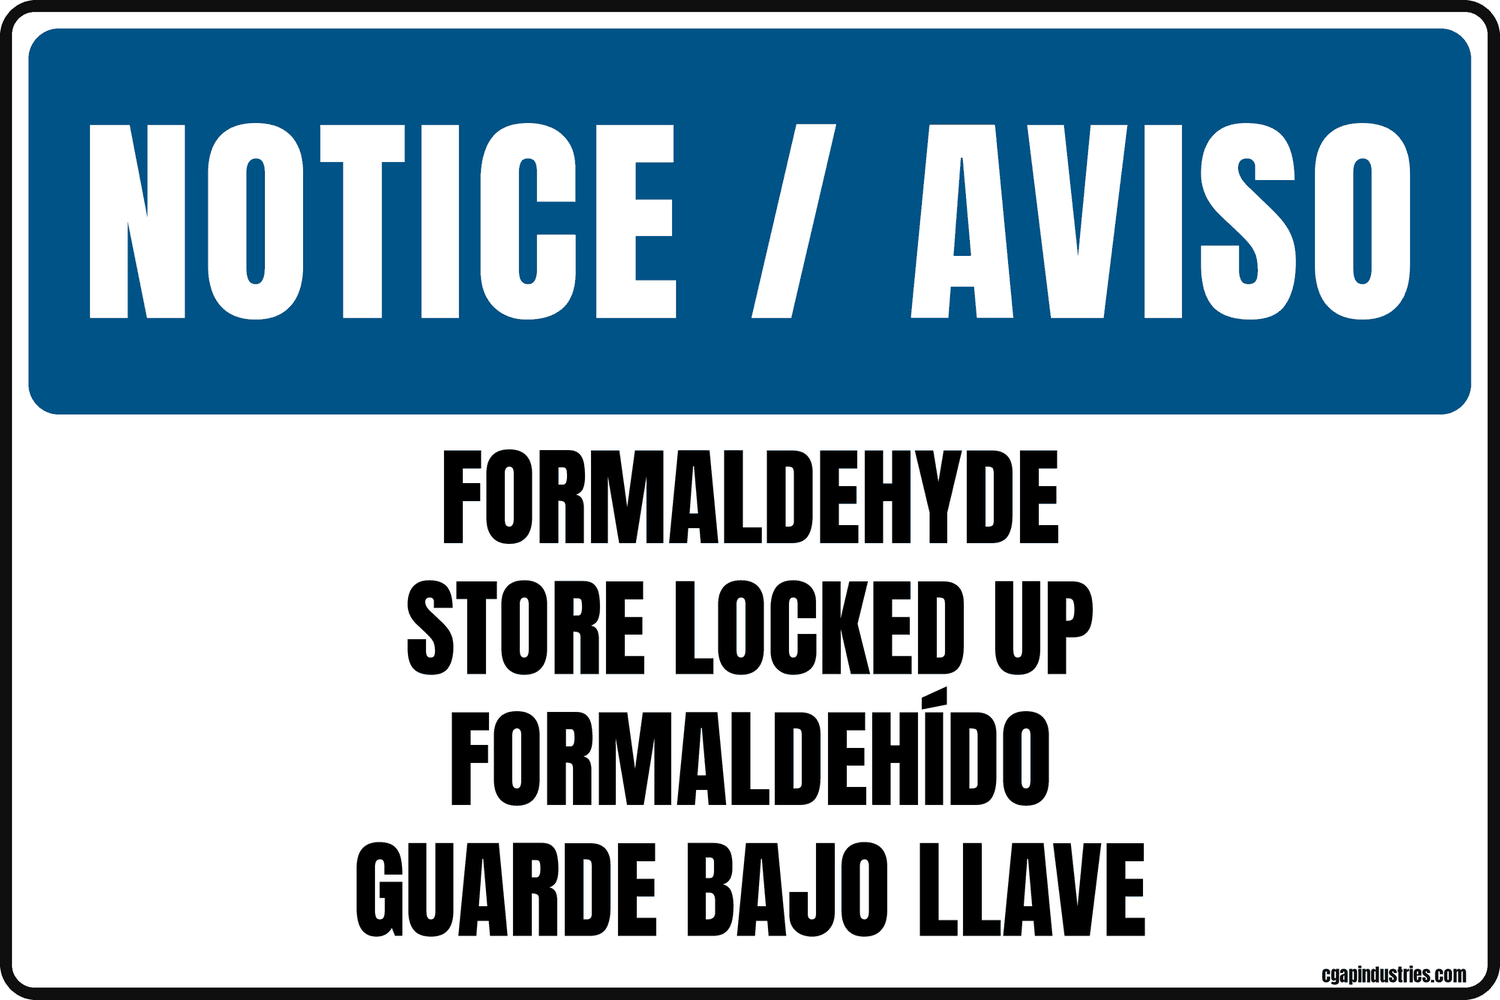 NOTICE / AVISO
FORMALDEHYDE
STORE LOCKED UP
FORMALDEHÍDO
GUARDE BAJO LLAVE
cgapindustries.com